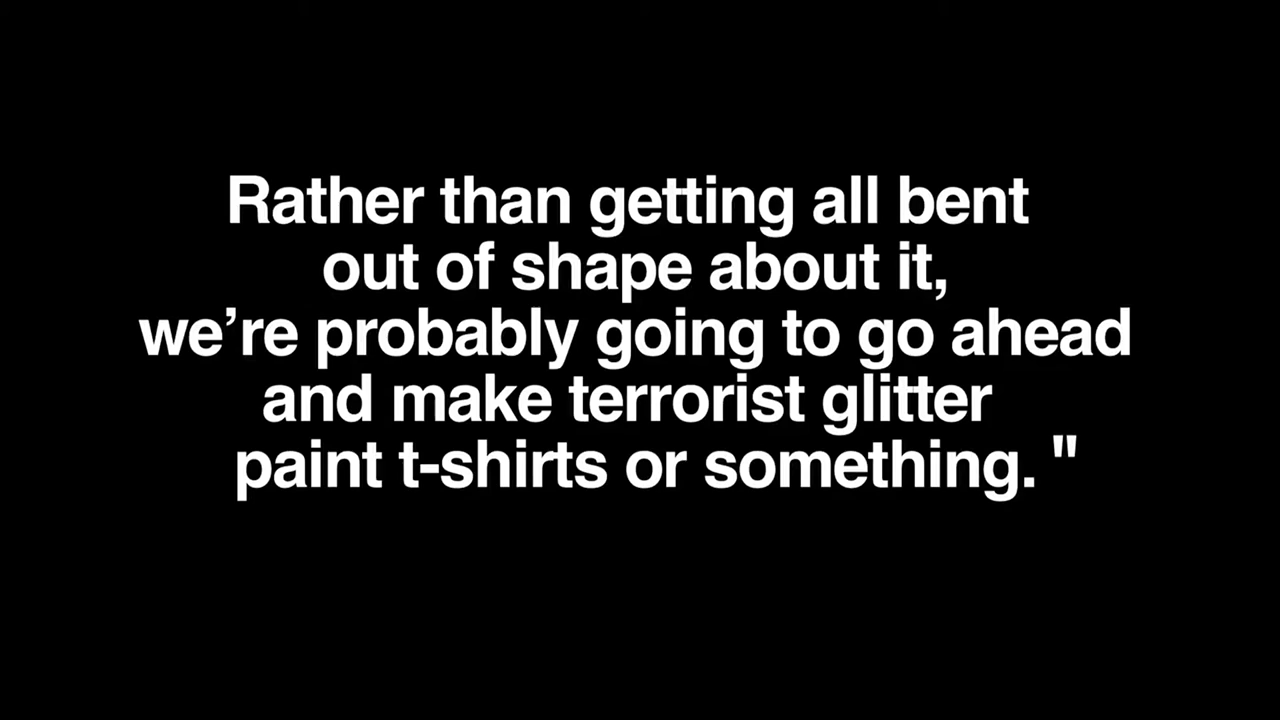 Rather than getting all bent
out of shape about it,
we’re probably going to go ahead
and make terrorist glitter
paint t-shirts or something. "